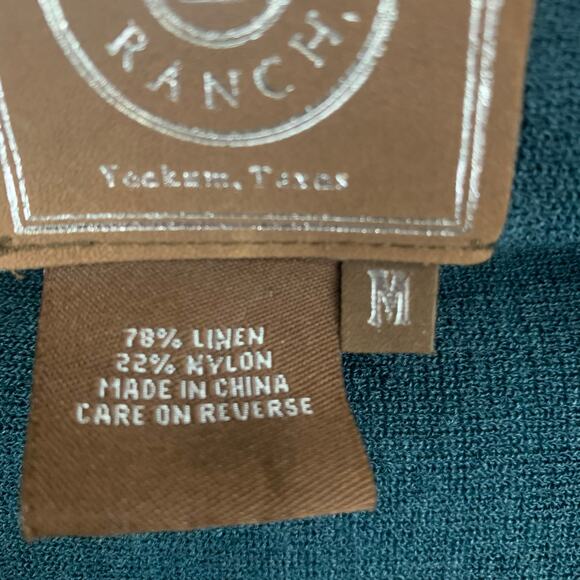 RANCH.
Yoakum, Texas
M
78% LINEN
22% NYLON
MADE IN CHINA
CARE ON REVERSE